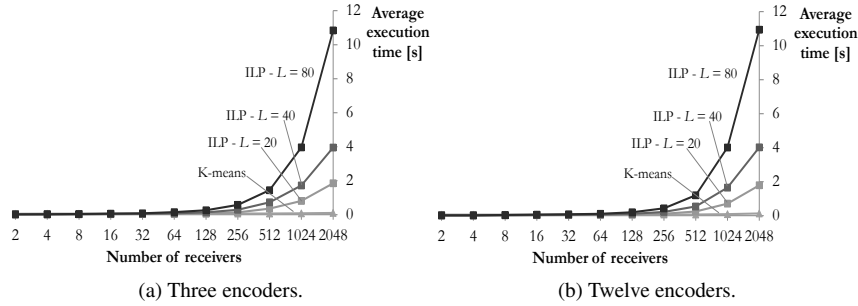 12
Average
execution
time [s]
10
ILP - L = 80
8
6
ILP - L = 40
4
ILP - L = 20
K-means
2
0
2 4 8 16 32 64 128 256 512 1024 2048
Number of receivers
(a) Three encoders.
12
Average
execution
time [s]
10
ILP - L = 80
8
6
ILP - L = 40
4
ILP - L = 20
K-means
2
0
2 4 8 16 32 64 128 256 512 1024 2048
Number of receivers
(b) Twelve encoders.